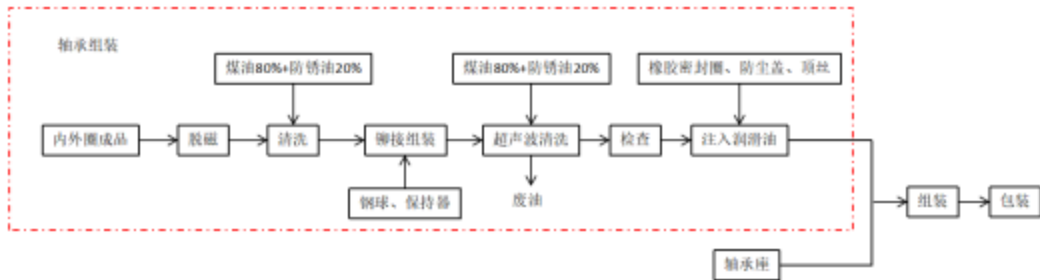 轴承组装
煤油80%+防锈油20%
煤油80%+防锈油20%
橡胶密封圈、防尘盖、顶丝
内外圈成品
脱磁
清洗
铆接组装
超声波清洗
检查
注入润滑油
钢球、保持器
废油
组装
包装
轴承座